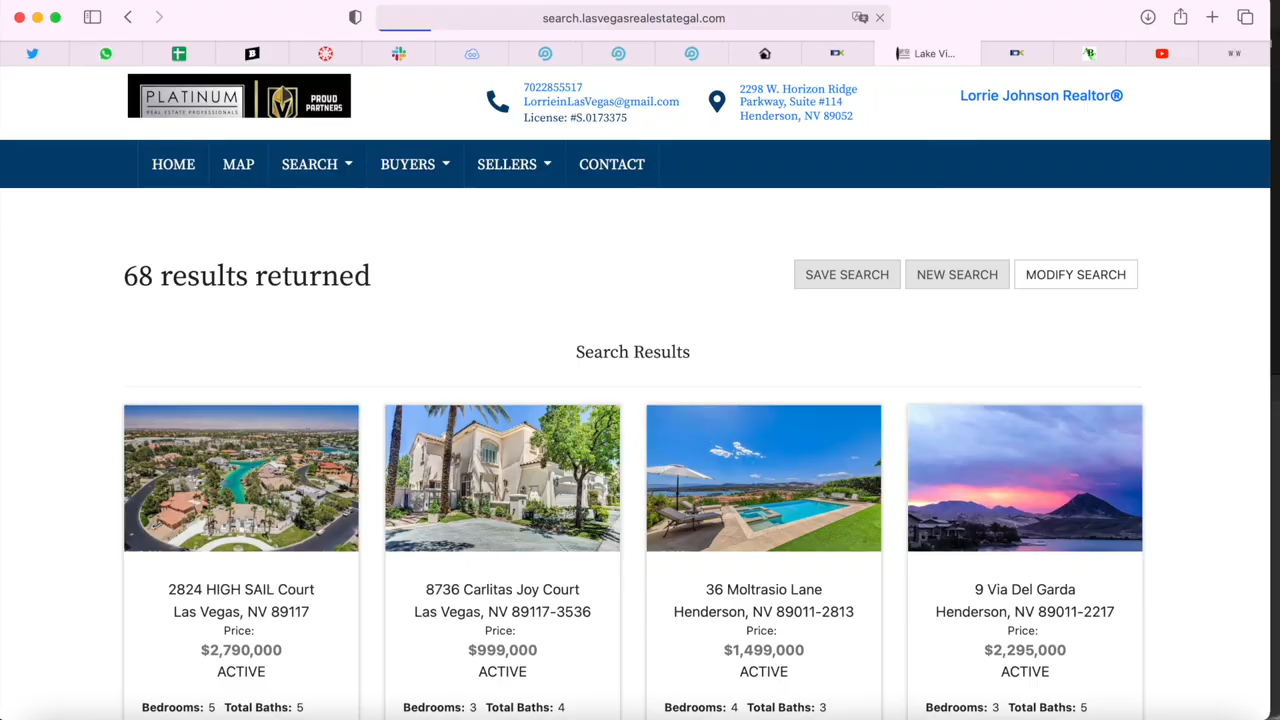 search.lasvegasrealestategal.com
Lake Vi...
W W
PLATINUM
REAL ESTATE PROFESSIONALS
PROUD
PARTNERS
7022855517
LorrieinLasVegas@gmail.com
License: #S.0173375
2298 W. Horizon Ridge
Parkway, Suite #114
Henderson, NV 89052
Lorrie Johnson Realtor®
HOME
MAP
SEARCH
BUYERS
SELLERS
CONTACT
68 results returned
SAVE SEARCH
NEW SEARCH
MODIFY SEARCH
Search Results
2824 HIGH SAIL Court
Las Vegas, NV 89117
Price:
$2,790,000
ACTIVE
Bedrooms: 5 Total Baths: 5
8736 Carlitas Joy Court
Las Vegas, NV 89117-3536
Price:
$999,000
ACTIVE
Bedrooms: 3 Total Baths: 4
36 Moltrasio Lane
Henderson, NV 89011-2813
Price:
$1,499,000
ACTIVE
Bedrooms: 4 Total Baths: 3
9 Via Del Garda
Henderson, NV 89011-2217
Price:
$2,295,000
ACTIVE
Bedrooms: 3 Total Baths: 5